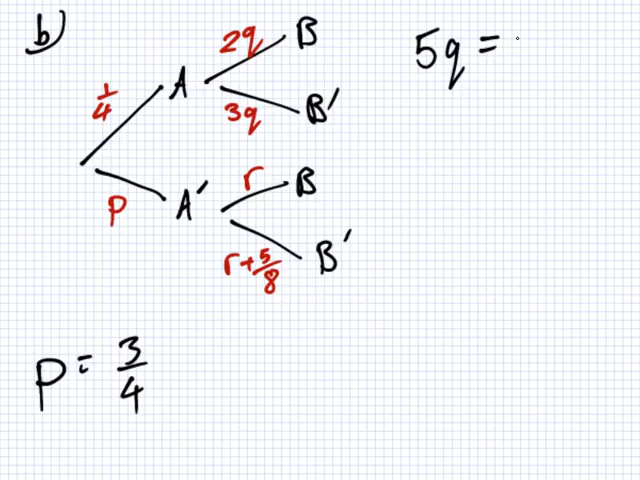 b)
2q B
5q =
1/4 A
3q B'
r B
p A'
r + 5/8 B'
p = 3/4